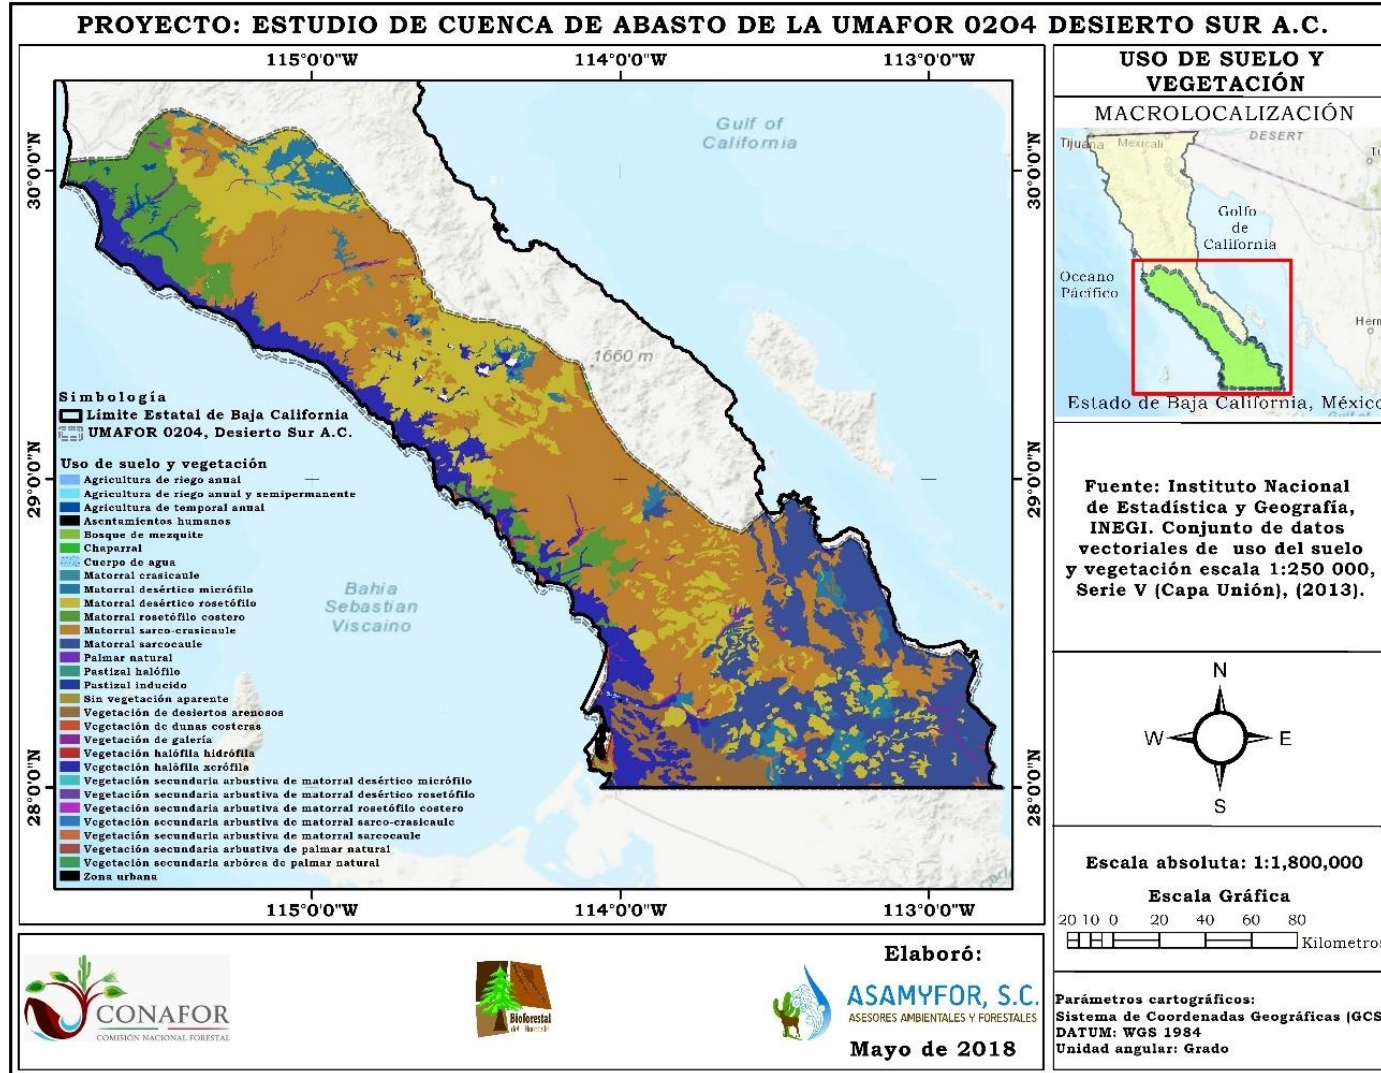 PROYECTO: ESTUDIO DE CUENCA DE ABASTO DE LA UMAFOR 02O4 DESIERTO SUR A.C.
115°0'0"W
114°0'0"W
113°0'0"W
30°0'0"N
29°0'0"N
28°0'0"N
Gulf of
California
1660 m
Bahia
Sebastian
Viscaino
Simbología
Límite Estatal de Baja California
UMAFOR 0204, Desierto Sur A.C.
Uso de suelo y vegetación
Agricultura de riego anual
Agricultura de riego anual y semipermanente
Agricultura de temporal anual
Asentamientos humanos
Bosque de mezquite
Chaparral
Cuerpo de agua
Matorral crasicaule
Matorral desértico micrófilo
Matorral desértico rosetófilo
Matorral rosetófilo costero
Matorral sarco-crasicaule
Matorral sarcocaule
Palmar natural
Pastizal halófilo
Pastizal inducido
Sin vegetación aparente
Vegetación de desiertos arenosos
Vegetación de dunas costeras
Vegetación de galería
Vegetación halófila hidrófila
Vegetación halófila xerófila
Vegetación secundaria arbustiva de matorral desértico micrófilo
Vegetación secundaria arbustiva de matorral desértico rosetófilo
Vegetación secundaria arbustiva de matorral rosetófilo costero
Vegetación secundaria arbustiva de matorral sarco-crasicaule
Vegetación secundaria arbustiva de matorral sarcocaule
Vegetación secundaria arbustiva de palmar natural
Vegetación secundaria arbórea de palmar natural
Zona urbana
30°0'0"N
29°0'0"N
28°0'0"N
115°0'0"W
114°0'0"W
113°0'0"W
USO DE SUELO Y
VEGETACIÓN
MACROLOCALIZACIÓN
Tijuana
Mexicali
DESERT
Golfo
de
California
Oceano
Pácífico
Herm
Estado de Baja California, México
Gulf of
Fuente: Instituto Nacional
de Estadística y Geografía,
INEGI. Conjunto de datos
vectoriales de uso del suelo
y vegetación escala 1:250 000,
Serie V (Capa Unión), (2013).
N
W
E
S
Escala absoluta: 1:1,800,000
Escala Gráfica
20 10 0 20 40 60 80
Kilometros
Parámetros cartográficos:
Sistema de Coordenadas Geográficas (GCS
DATUM: WGS 1984
Unidad angular: Grado
CONAFOR
COMISIÓN NACIONAL FORESTAL
Bioforestal
del Noroeste
Elaboró:
ASAMYFOR, S.C.
ASESORES AMBIENTALES Y FORESTALES
Mayo de 2018